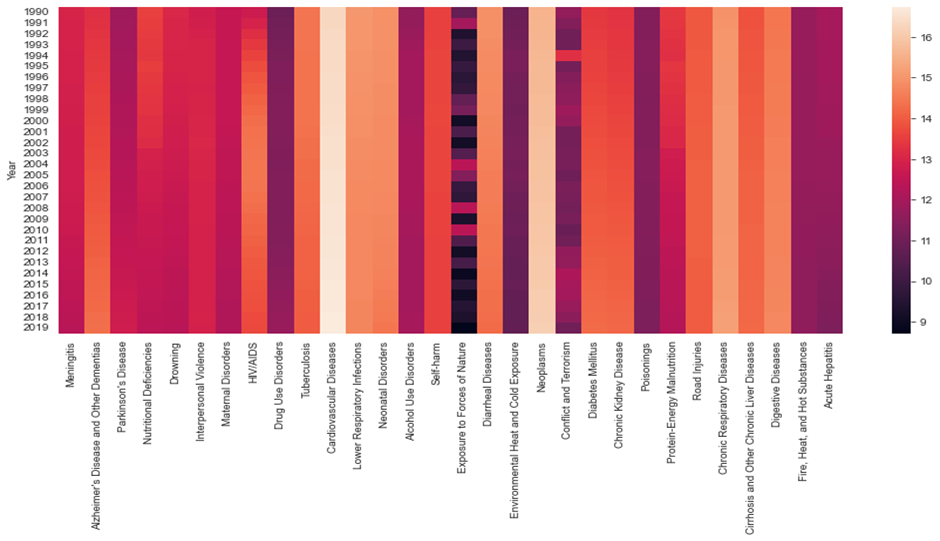 1990
1991
1992
1993
1994
1995
1996
1997
1998
1999
2000
2001
2002
2003
2004
2005
2006
2007
2008
2009
2010
2011
2012
2013
2014
2015
2016
2017
2018
2019
Year
16
15
14
13
12
11
10
9
Meningitis
Alzheimer's Disease and Other Dementias
Parkinson's Disease
Nutritional Deficiencies
Drowning
Interpersonal Violence
Maternal Disorders
HIV/AIDS
Drug Use Disorders
Tuberculosis
Cardiovascular Diseases
Lower Respiratory Infections
Neonatal Disorders
Alcohol Use Disorders
Self-harm
Exposure to Forces of Nature
Diarrheal Diseases
Environmental Heat and Cold Exposure
Neoplasms
Conflict and Terrorism
Diabetes Mellitus
Chronic Kidney Disease
Poisonings
Protein-Energy Malnutrition
Road Injuries
Chronic Respiratory Diseases
Cirrhosis and Other Chronic Liver Diseases
Digestive Diseases
Fire, Heat, and Hot Substances
Acute Hepatitis